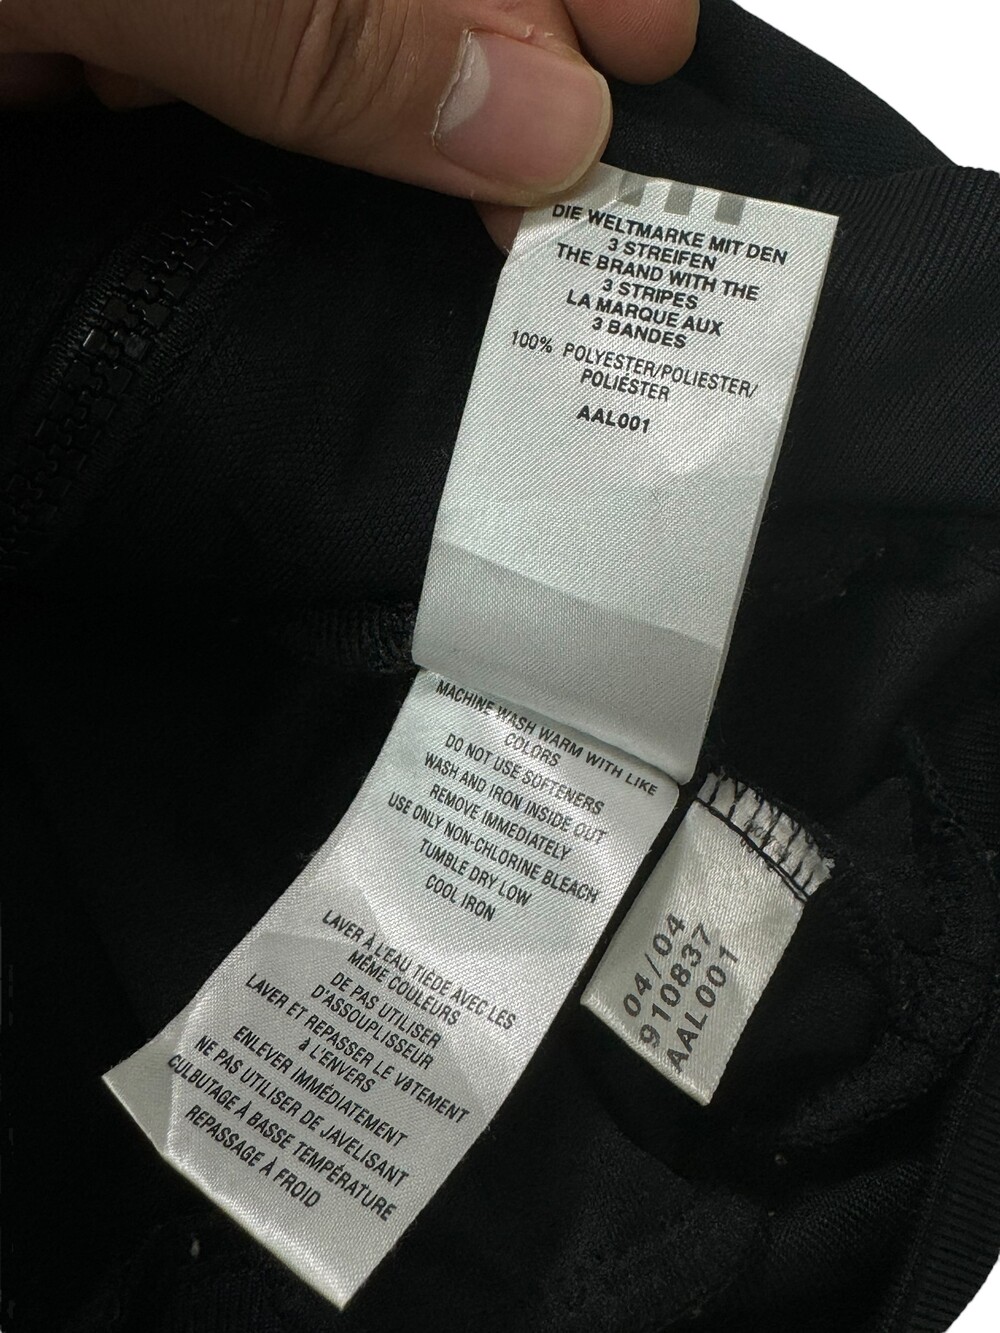 DIE WELTMARKE MIT DEN
3 STREIFEN
THE BRAND WITH THE
3 STRIPES
LA MARQUE AUX
3 BANDES
100% POLYESTER/POLIESTER/
POLIÉSTER
AAL001
MACHINE WASH WARM WITH LIKE
COLORS
DO NOT USE SOFTENERS
WASH AND IRON INSIDE OUT
REMOVE IMMEDIATELY
USE ONLY NON-CHLORINE BLEACH
TUMBLE DRY LOW
COOL IRON
LAVER À L'EAU TIÈDE AVEC LES
MÊME COULEURS
DE PAS UTILISER
D'ASSOUPLISSEUR
LAVER ET REPASSER LE VêTEMENT
à L'ENVERS
ENLEVER IMMÉDIATEMENT
NE PAS UTILISER DE JAVELISANT
CULBUTAGE À BASSE TEMPÉRATURE
REPASSAGE À FROID
04/04
910837
AAL001